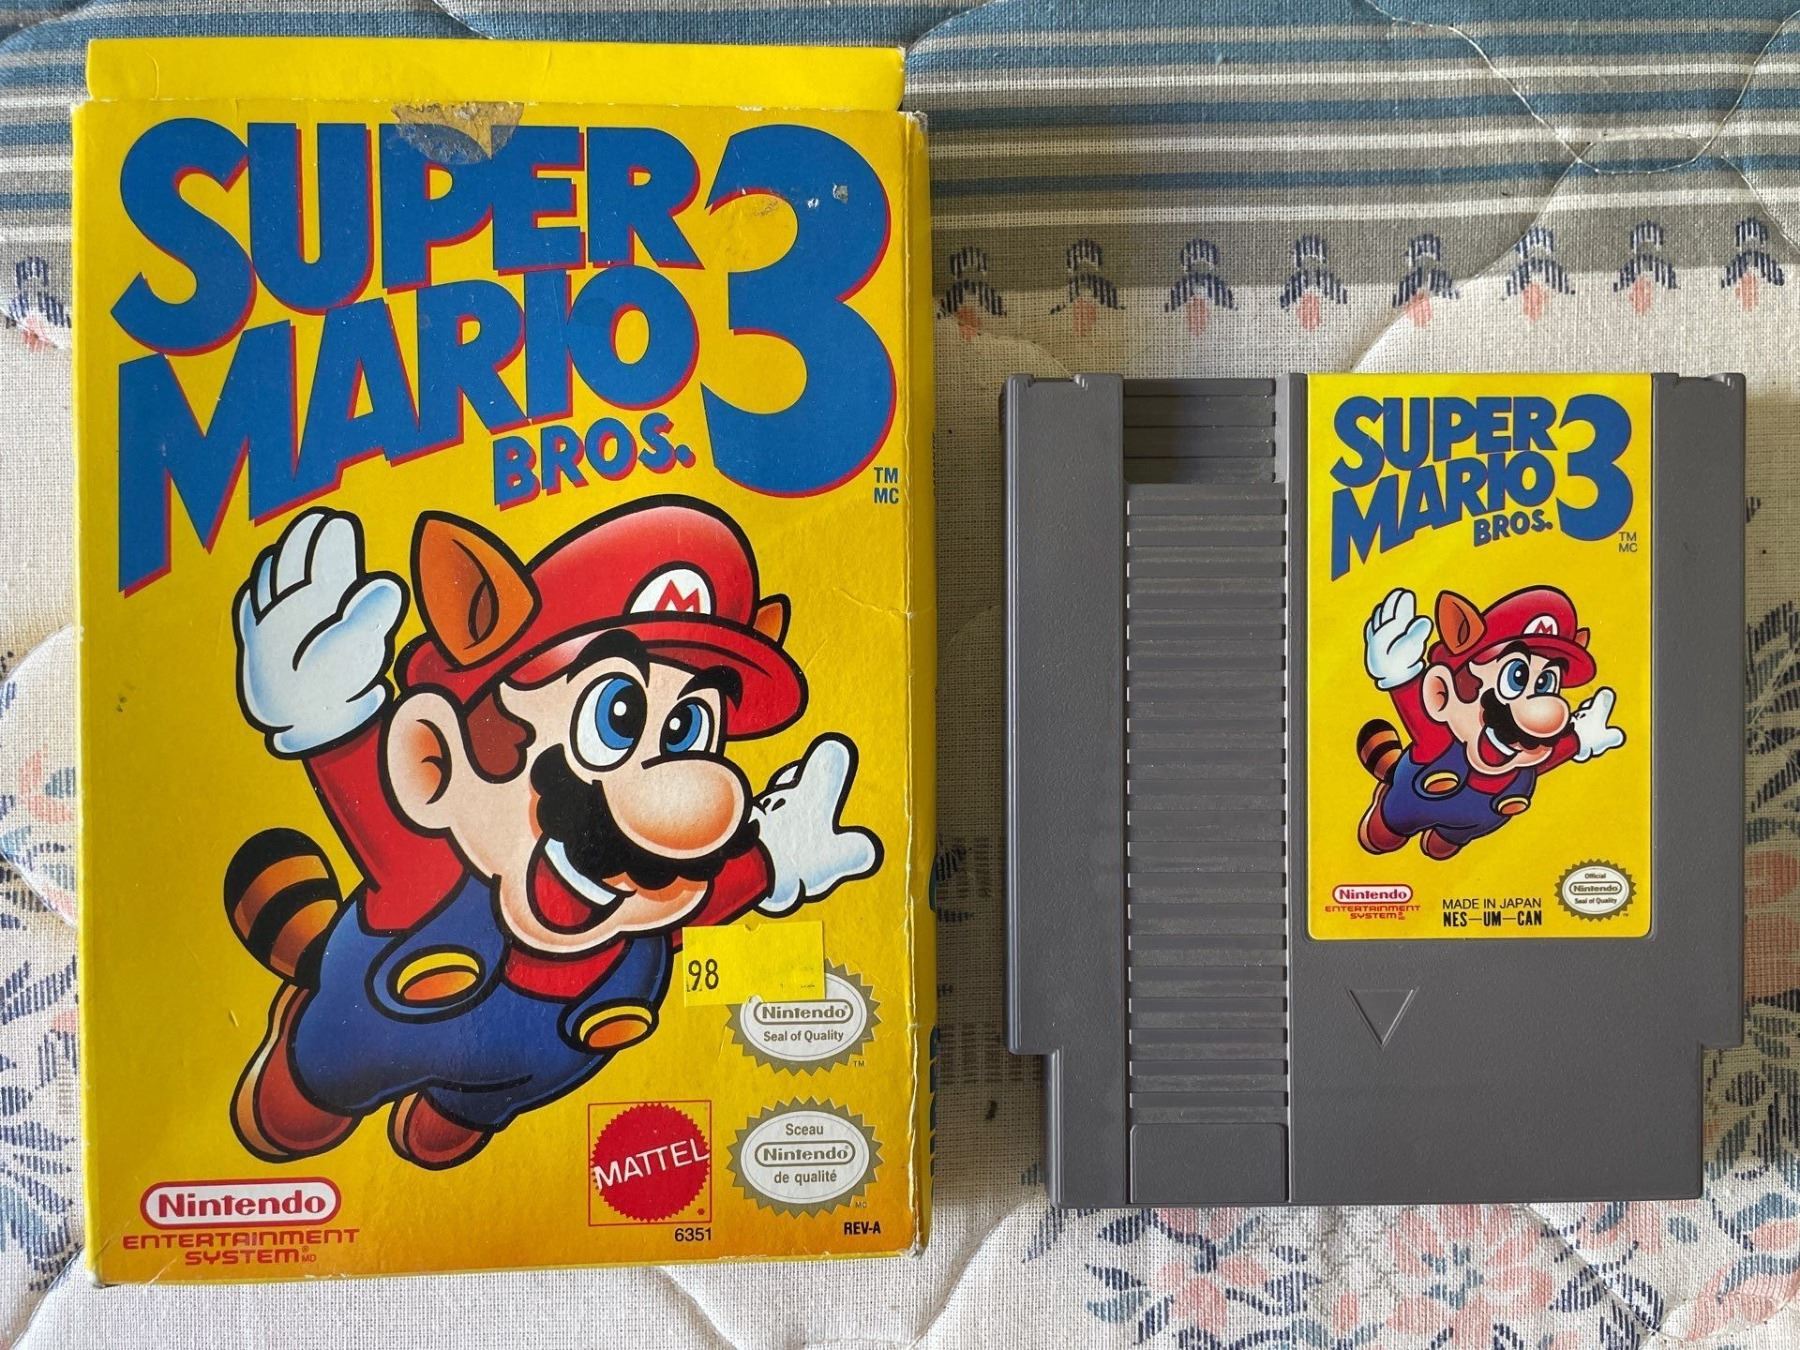 SUPER
MARIO
BROS. 3
TM
MC
M
98
Nintendo
Seal of Quality
TM
MATTEL
6351
Sceau
Nintendo
de qualité
MC
REV-A
Nintendo
ENTERTAINMENT
SYSTEM® MD
SUPER
MARIO
BROS. 3
TM
MC
M
Nintendo
ENTERTAINMENT
SYSTEM®
MADE IN JAPAN
NES-UM-CAN
Official
Nintendo
Seal of Quality
TM